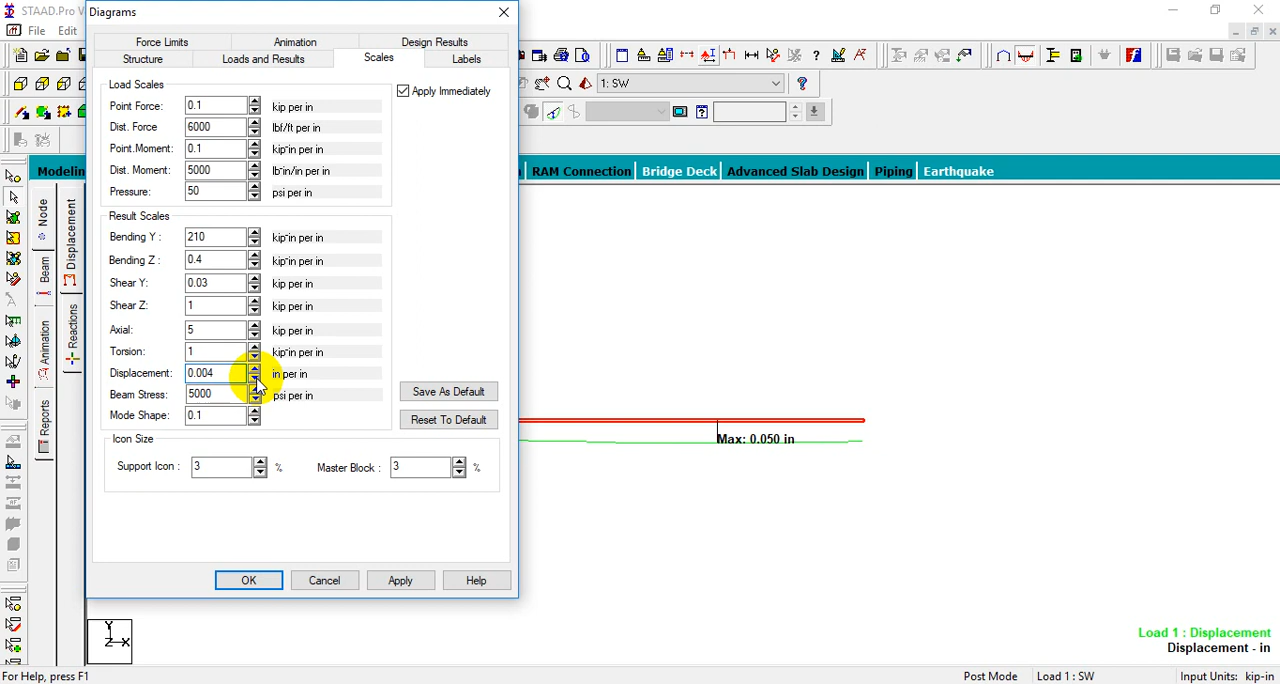 STAAD.Pro V
Diagrams
File Edit
Force Limits Animation Design Results
Structure Loads and Results Scales Labels
Load Scales
Apply Immediately
Point Force: 0.1 kip per in
Dist. Force 6000 lbf/ft per in
Point.Moment: 0.1 kip-in per in
Dist. Moment: 5000 lb-in/in per in
Pressure: 50 psi per in
Result Scales
Bending Y : 210 kip-in per in
Bending Z : 0.4 kip-in per in
Shear Y: 0.03 kip per in
Shear Z: 1 kip per in
Axial: 5 kip per in
Torsion: 1 kip-in per in
Displacement: 0.004 in per in
Beam Stress: 5000 psi per in
Mode Shape: 0.1
Save As Default
Reset To Default
Icon Size
Support Icon : 3 % Master Block : 3 %
OK Cancel Apply Help
1: SW
Modelin
RAM Connection Bridge Deck Advanced Slab Design Piping Earthquake
Node
Beam
Animation
Reports
Displacement
Reactions
Max: 0.050 in
Y
Z X
Load 1 : Displacement
Displacement - in
For Help, press F1 Post Mode Load 1 : SW Input Units: kip-in